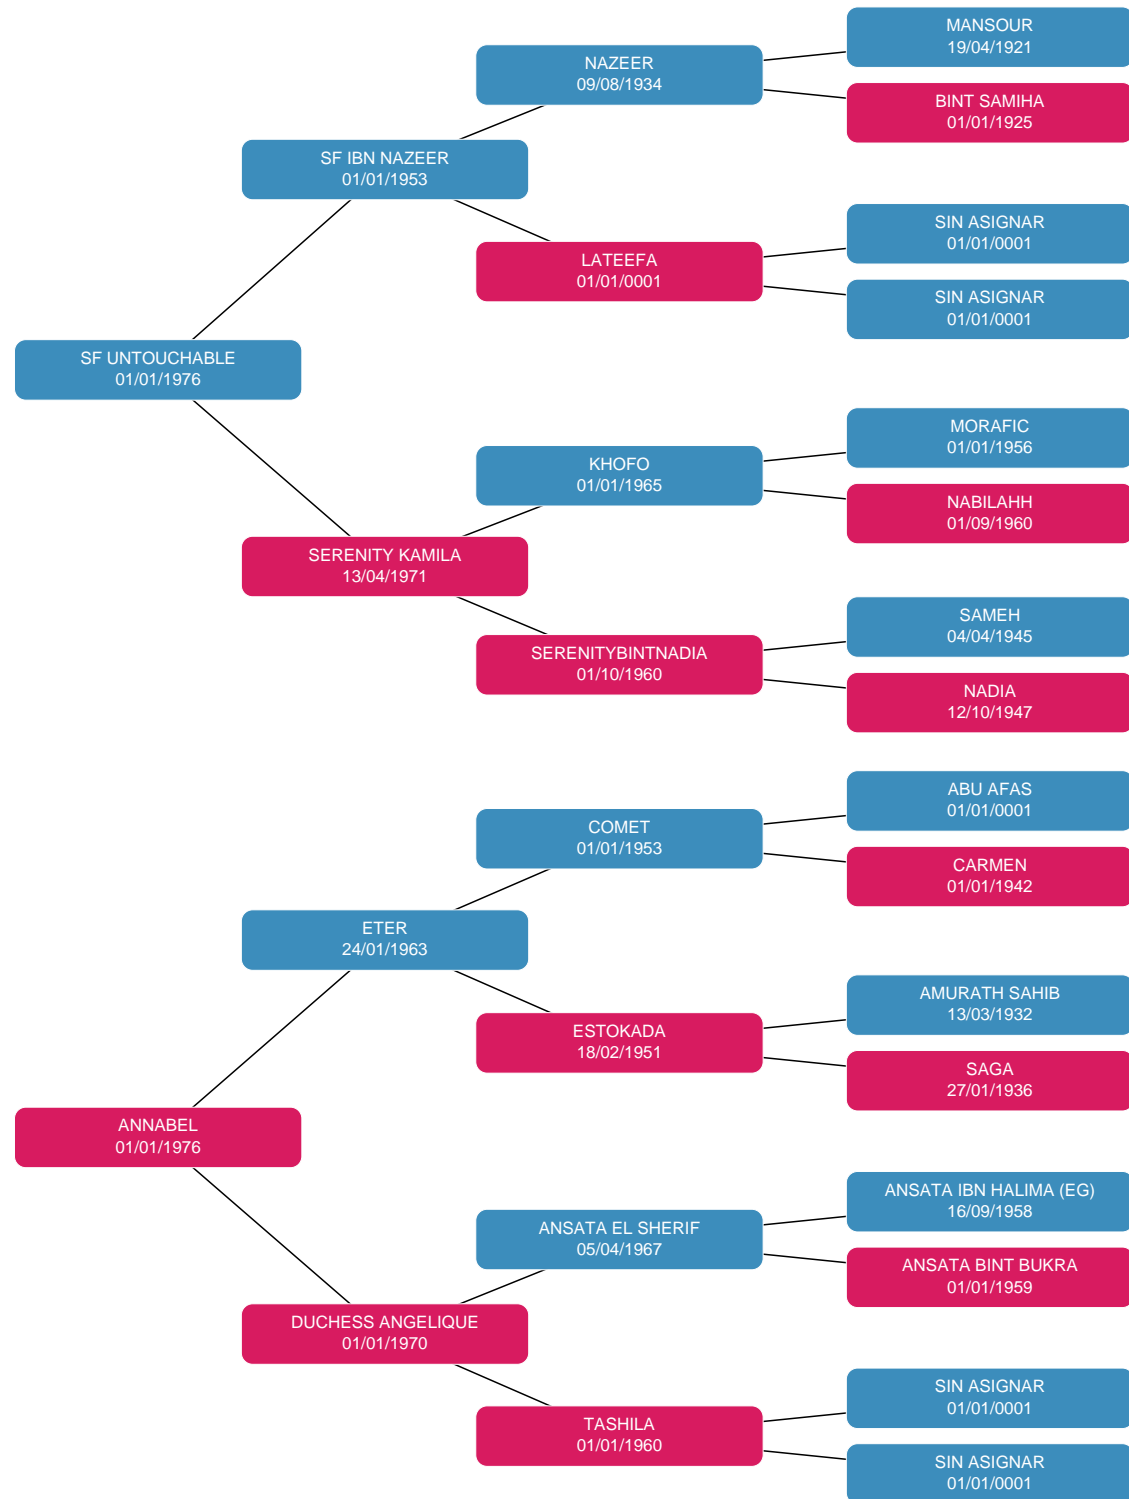 MANSOUR
19/04/1921
NAZEER
09/08/1934
BINT SAMIHA
01/01/1925
SF IBN NAZEER
01/01/1953
SIN ASIGNAR
01/01/0001
LATEEFA
01/01/0001
SIN ASIGNAR
01/01/0001
SF UNTOUCHABLE
01/01/1976
MORAFIC
01/01/1956
KHOFO
01/01/1965
NABILAHH
01/09/1960
SERENITY KAMILA
13/04/1971
SAMEH
04/04/1945
SERENITYBINTNADIA
01/10/1960
NADIA
12/10/1947
ABU AFAS
01/01/0001
COMET
01/01/1953
CARMEN
01/01/1942
ETER
24/01/1963
AMURATH SAHIB
13/03/1932
ESTOKADA
18/02/1951
SAGA
27/01/1936
ANNABEL
01/01/1976
ANSATA IBN HALIMA (EG)
16/09/1958
ANSATA EL SHERIF
05/04/1967
ANSATA BINT BUKRA
01/01/1959
DUCHESS ANGELIQUE
01/01/1970
SIN ASIGNAR
01/01/0001
TASHILA
01/01/1960
SIN ASIGNAR
01/01/0001